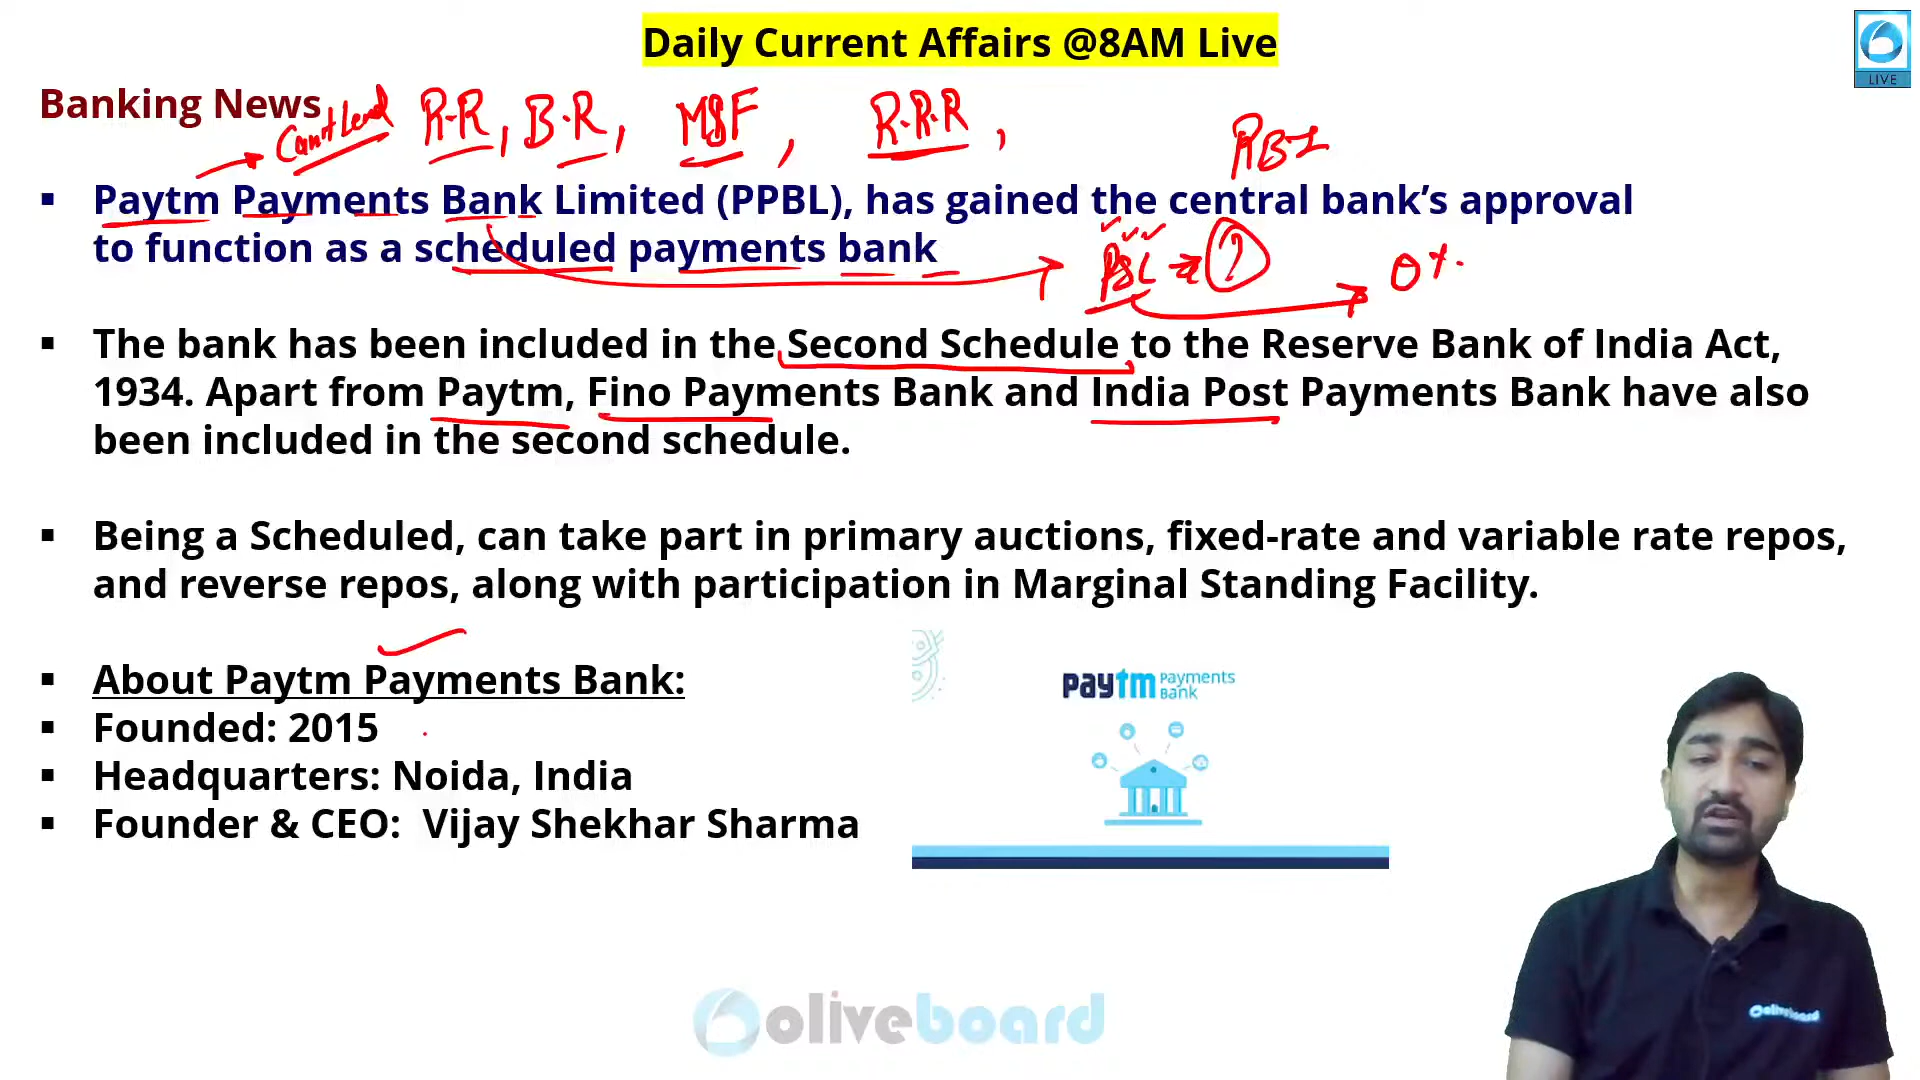 Daily Current Affairs @8AM Live
LIVE
Banking News
Can't Lend R.R, B.R, MSF, R.R.R,
RBI
▪ Paytm Payments Bank Limited (PPBL), has gained the central bank’s approval
to function as a scheduled payments bank
PSL → ? 0%
▪ The bank has been included in the Second Schedule to the Reserve Bank of India Act,
1934. Apart from Paytm, Fino Payments Bank and India Post Payments Bank have also
been included in the second schedule.
▪ Being a Scheduled, can take part in primary auctions, fixed-rate and variable rate repos,
and reverse repos, along with participation in Marginal Standing Facility.
▪ About Paytm Payments Bank:
▪ Founded: 2015
▪ Headquarters: Noida, India
▪ Founder & CEO: Vijay Shekhar Sharma
paytm Payments
Bank
oliveboard
oliveboard